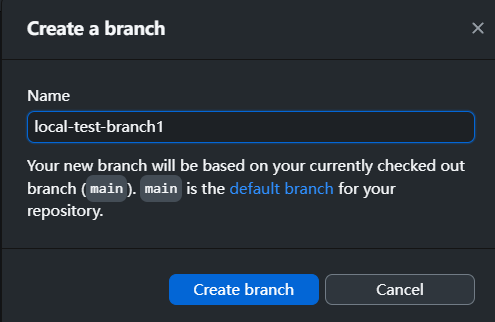 Create a branch
Name
local-test-branch1
Your new branch will be based on your currently checked out
branch (main). main is the default branch for your
repository.
Create branch
Cancel